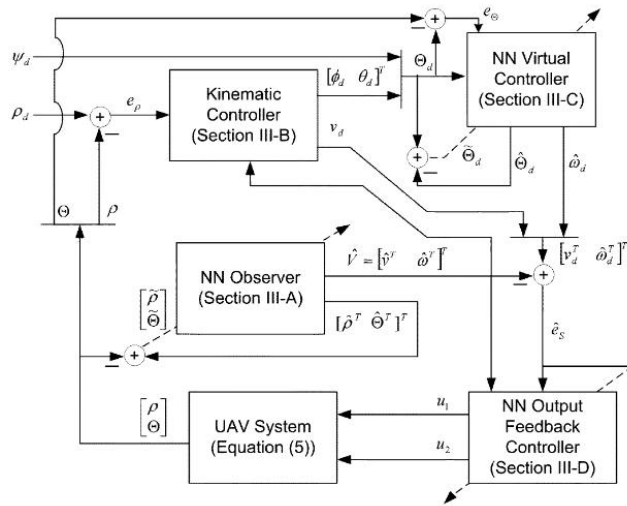 e_Θ
ψ_d
Θ_d
NN Virtual
Controller
(Section III-C)
[ϕ_d θ_d]^T
ρ_d
e_ρ
Kinematic
Controller
(Section III-B)
v_d
Θ̃_d
Θ̂_d
ω̂_d
Θ
ρ
NN Observer
(Section III-A)
V̂ = [v̂^T ω̂^T]^T
[v_d^T ω̂_d^T]^T
[ρ̃
Θ̃]
[ρ̂^T Θ̂^T]^T
ê_S
[ρ
Θ]
UAV System
(Equation (5))
u_1
u_2
NN Output
Feedback
Controller
(Section III-D)